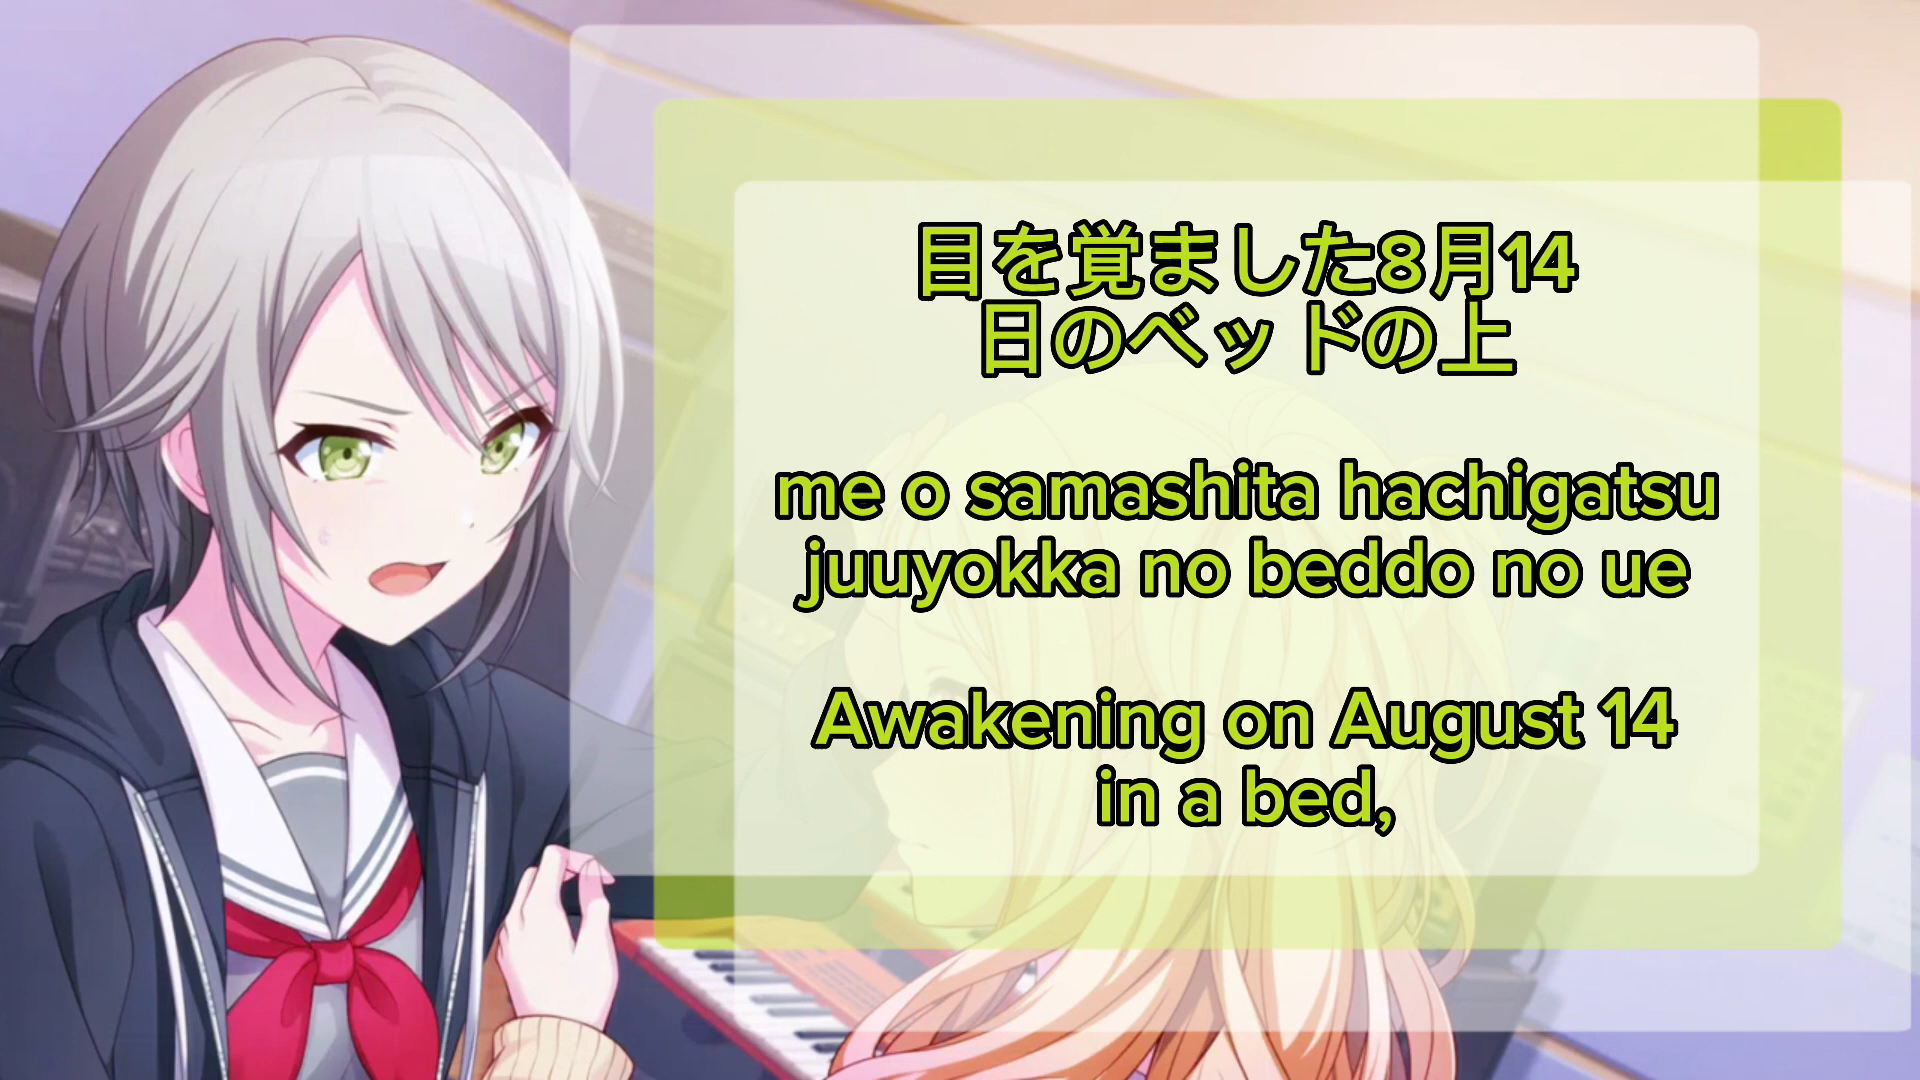 目を覚ました8月14
日のベッドの上
me o samashita hachigatsu
juuyokka no beddo no ue
Awakening on August 14
in a bed,